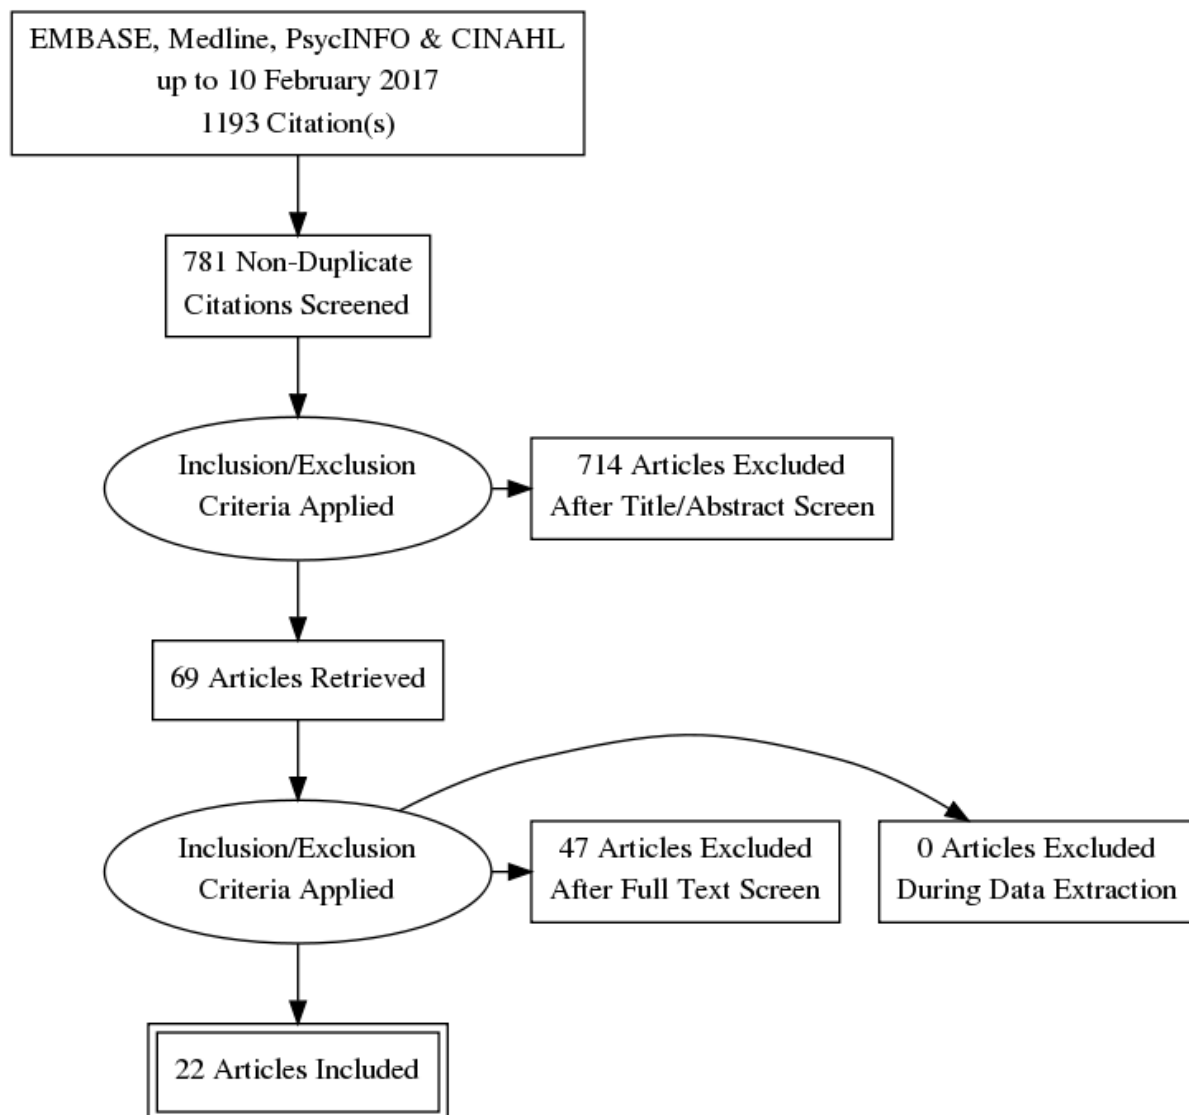 EMBASE, Medline, PsycINFO & CINAHL
up to 10 February 2017
1193 Citation(s)
781 Non-Duplicate
Citations Screened
Inclusion/Exclusion
Criteria Applied
714 Articles Excluded
After Title/Abstract Screen
69 Articles Retrieved
Inclusion/Exclusion
Criteria Applied
47 Articles Excluded
After Full Text Screen
0 Articles Excluded
During Data Extraction
22 Articles Included